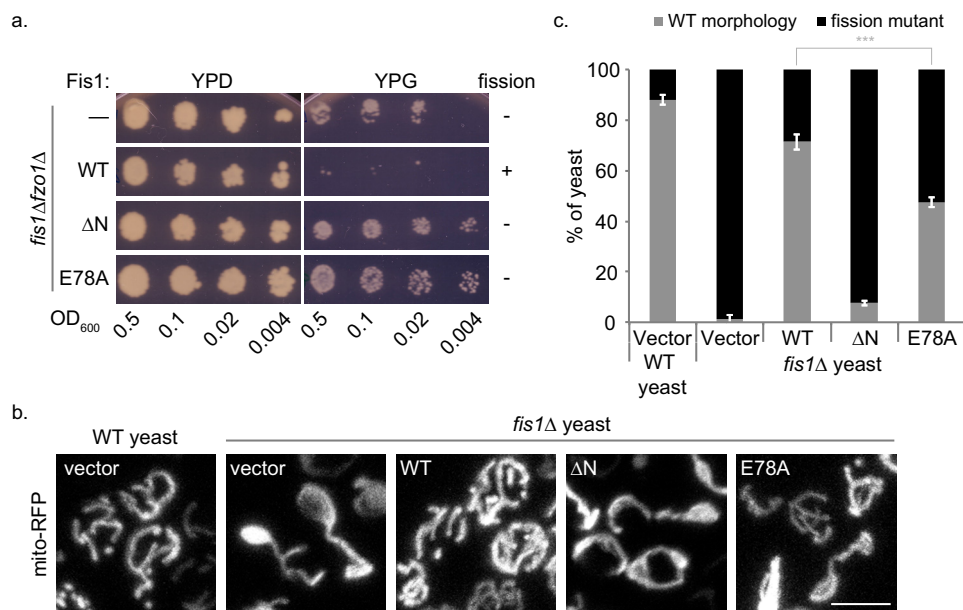 a.
Fis1: YPD YPG fission
fis1Δfzo1Δ
— -
WT +
ΔN -
E78A -
OD600 0.5 0.1 0.02 0.004 0.5 0.1 0.02 0.004
c.
WT morphology fission mutant
***
% of yeast
100
80
60
40
20
0
Vector Vector WT ΔN E78A
WT yeast fis1Δ yeast
b.
WT yeast fis1Δ yeast
mito-RFP
vector vector WT ΔN E78A